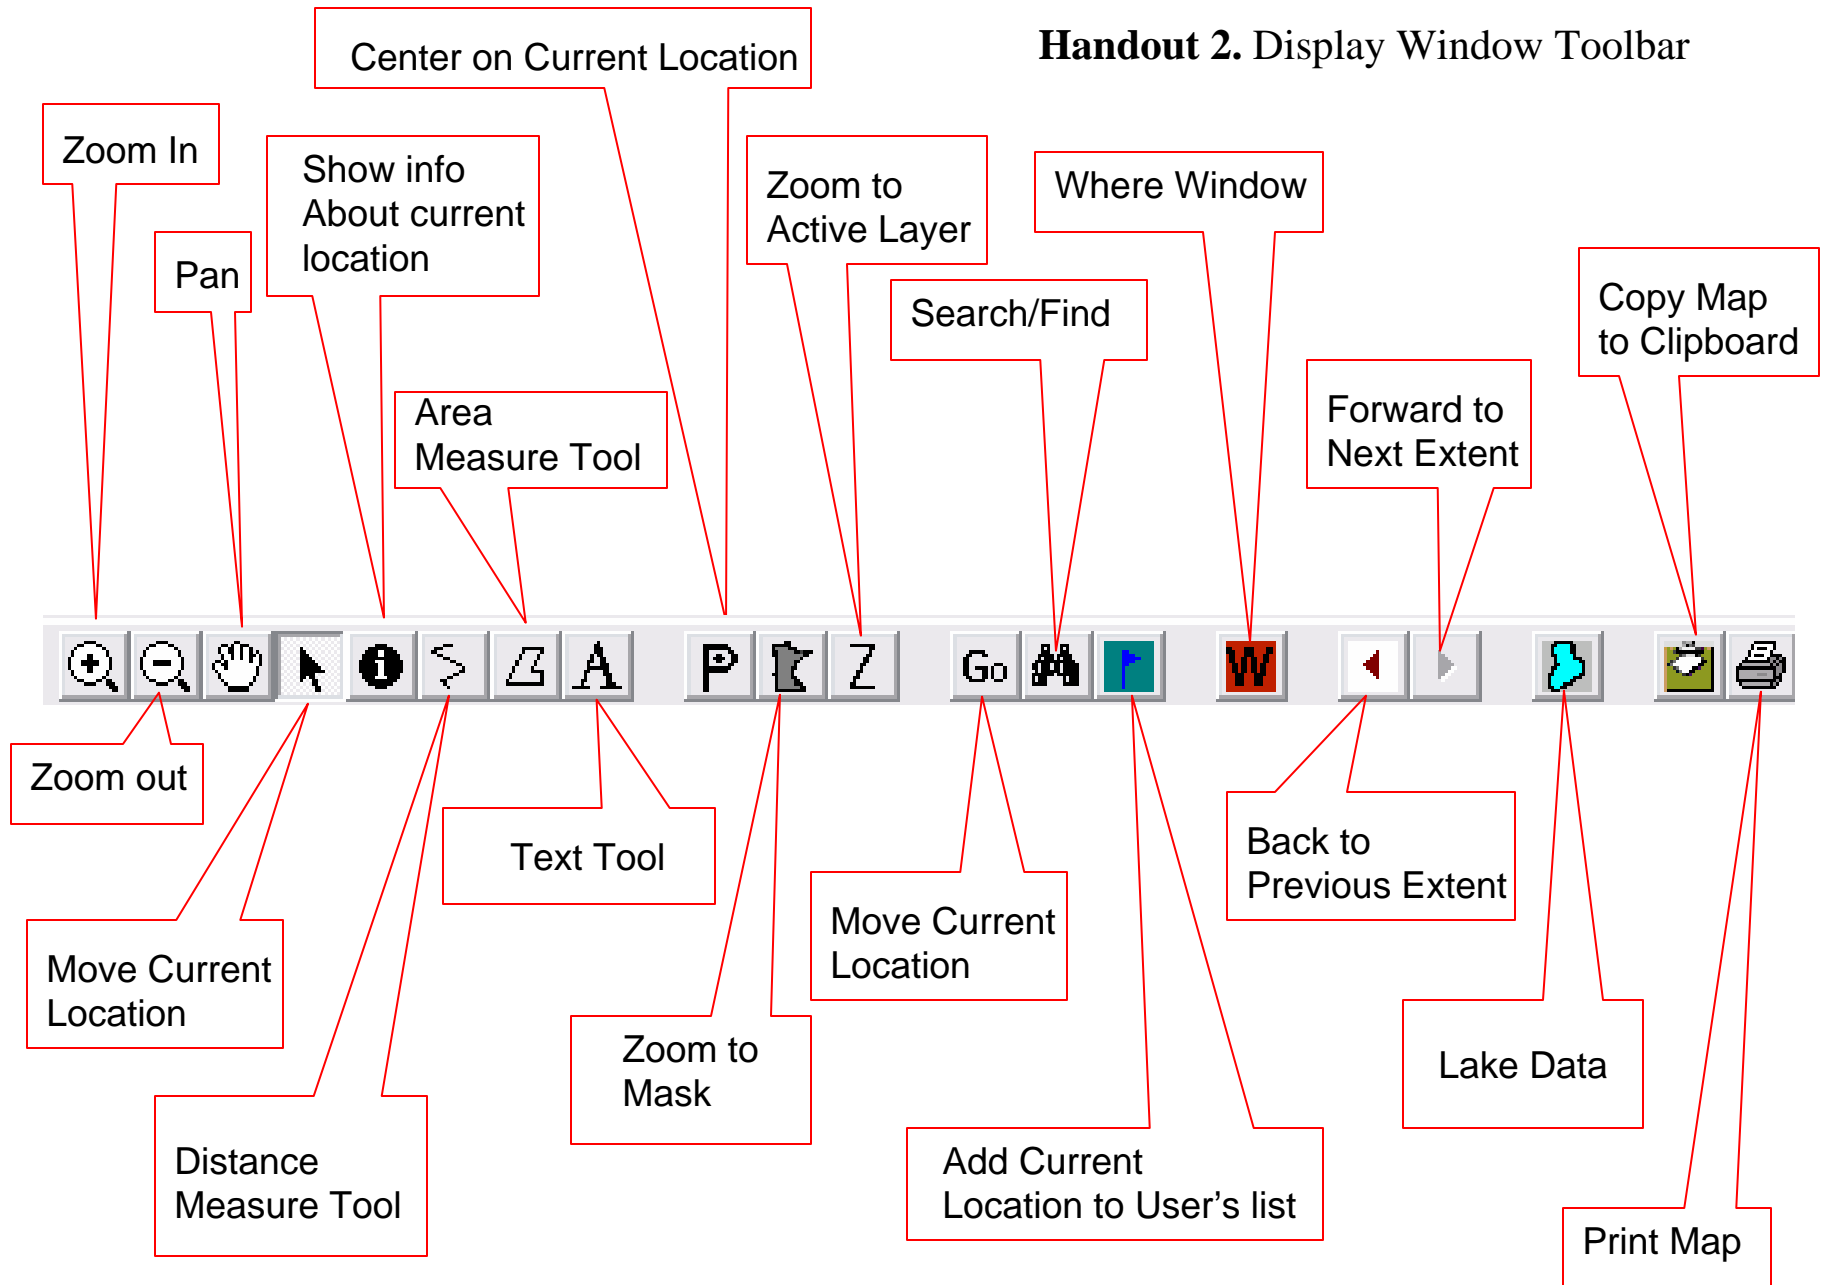 Handout 2. Display Window Toolbar
Center on Current Location
Zoom In
Show info
About current
location
Pan
Zoom to
Active Layer
Where Window
Search/Find
Copy Map
to Clipboard
Area
Measure Tool
Forward to
Next Extent
A
P
Z
Go
W
Zoom out
Text Tool
Back to
Previous Extent
Move Current
Location
Move Current
Location
Zoom to
Mask
Lake Data
Distance
Measure Tool
Add Current
Location to User's list
Print Map